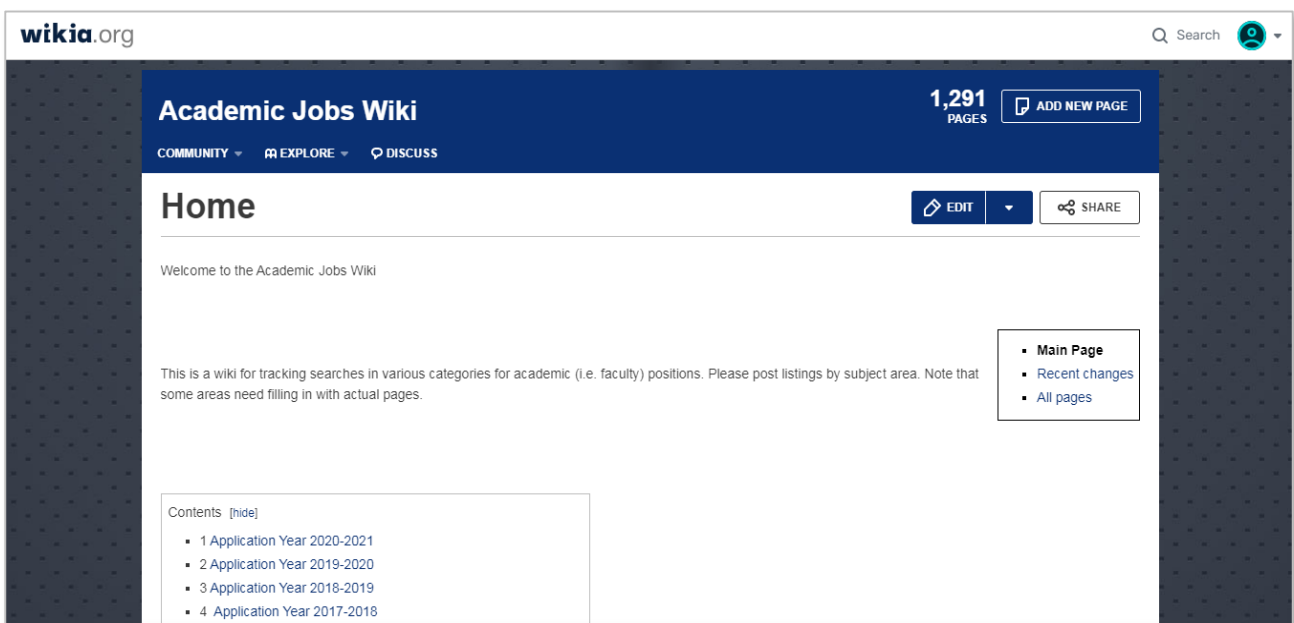 wikia.org
Search
Academic Jobs Wiki
1,291
PAGES
ADD NEW PAGE
COMMUNITY EXPLORE DISCUSS
Home
EDIT
SHARE
Welcome to the Academic Jobs Wiki
Main Page
Recent changes
All pages
This is a wiki for tracking searches in various categories for academic (i.e. faculty) positions. Please post listings by subject area. Note that
some areas need filling in with actual pages.
Contents [hide]
1 Application Year 2020-2021
2 Application Year 2019-2020
3 Application Year 2018-2019
4 Application Year 2017-2018